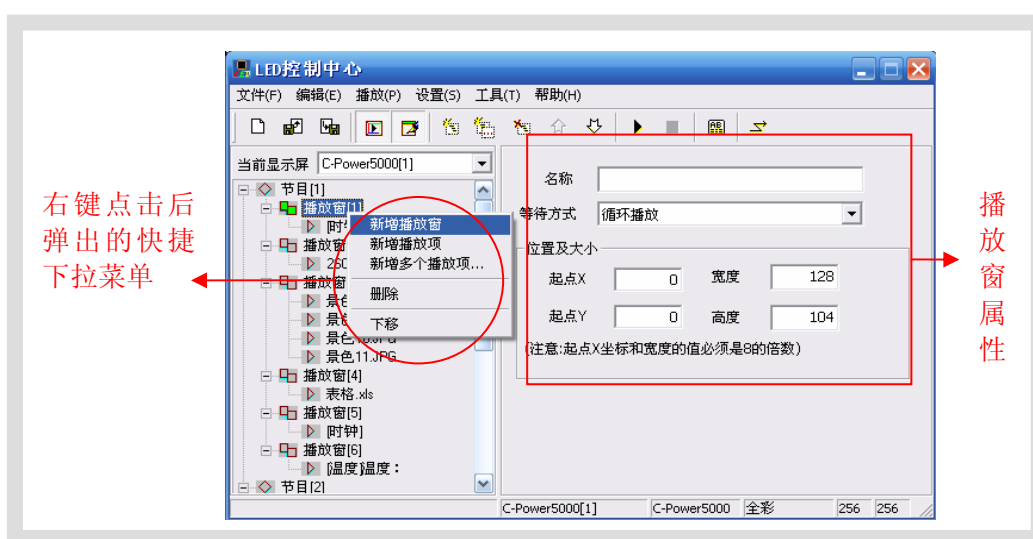 LED控制中心
文件(F) 编辑(E) 播放(P) 设置(S) 工具(T) 帮助(H)
当前显示屏 C-Power5000[1]
节目[1]
播放窗[1]
播放窗
播放窗
景色11.JPG
播放窗[4]
表格.xls
播放窗[5]
[时钟]
播放窗[6]
[温度]温度：
节目[2]
新增播放窗
新增播放项
新增多个播放项...
删除
下移
名称
等待方式 循环播放
位置及大小
起点X 0 宽度 128
起点Y 0 高度 104
(注意:起点X坐标和宽度的值必须是8的倍数)
C-Power5000[1] C-Power5000 全彩 256 256
右键点击后
弹出的快捷
下拉菜单
播
放
窗
属
性